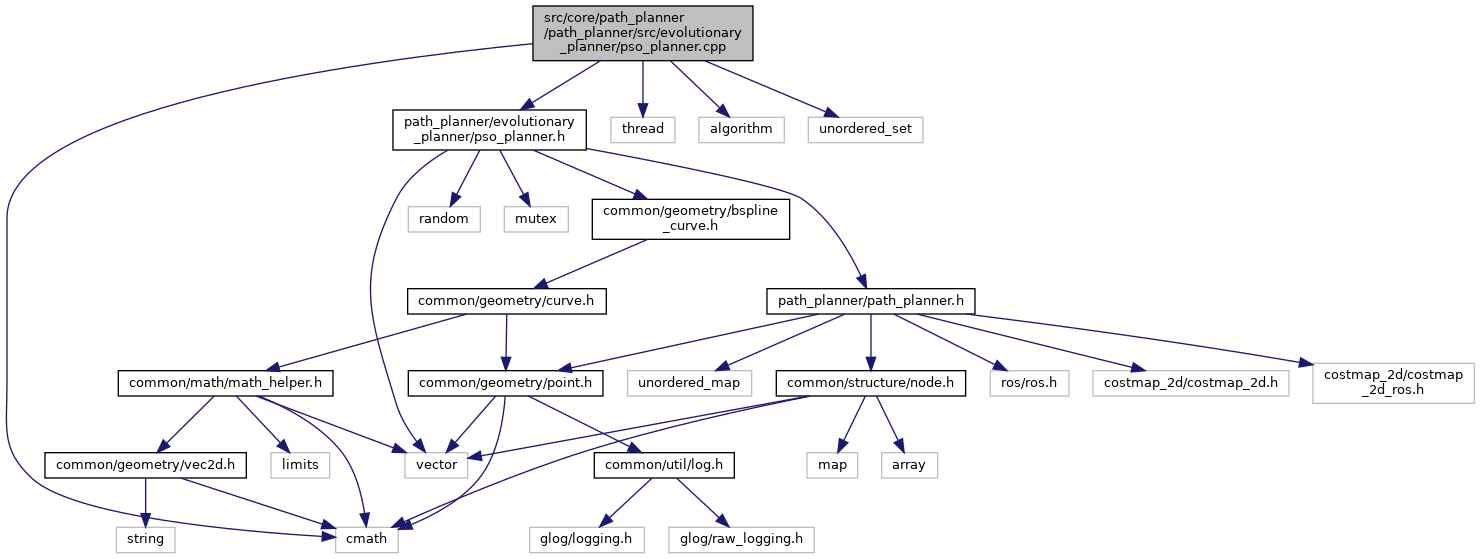 src/core/path_planner
/path_planner/src/evolutionary
_planner/pso_planner.cpp
path_planner/evolutionary
_planner/pso_planner.h
thread
algorithm
unordered_set
random
mutex
common/geometry/bspline
_curve.h
common/geometry/curve.h
path_planner/path_planner.h
common/math/math_helper.h
common/geometry/point.h
unordered_map
common/structure/node.h
ros/ros.h
costmap_2d/costmap_2d.h
costmap_2d/costmap
_2d_ros.h
common/geometry/vec2d.h
limits
vector
common/util/log.h
map
array
string
cmath
glog/logging.h
glog/raw_logging.h